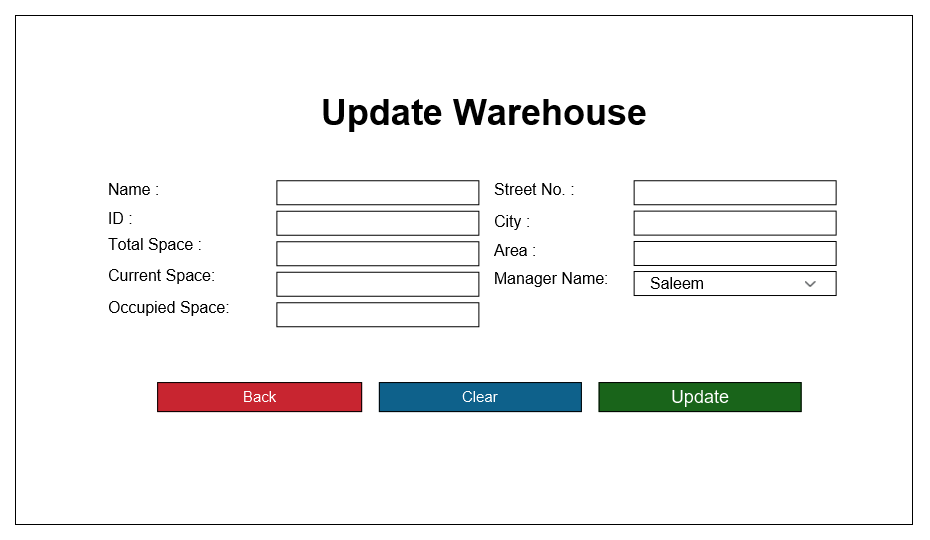 Update Warehouse
Name :
ID :
Total Space :
Current Space:
Occupied Space:
Street No. :
City :
Area :
Manager Name:
Saleem
Back
Clear
Update